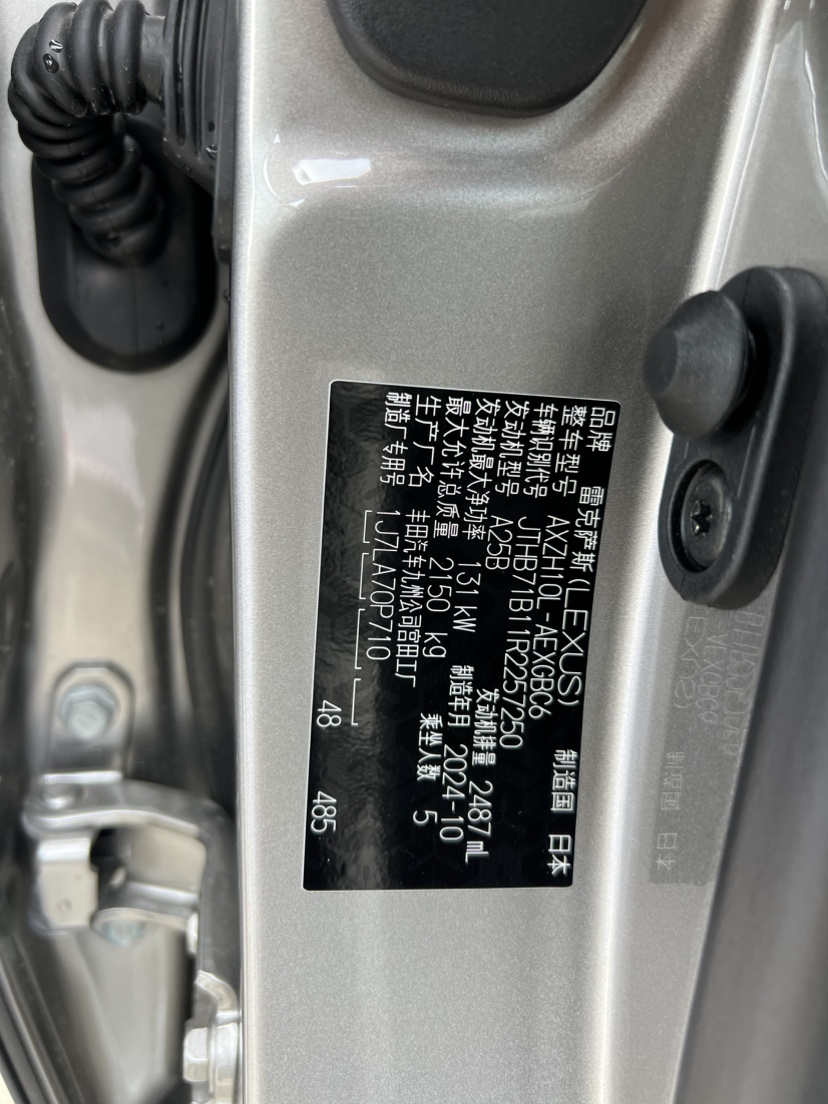 品牌 雷克萨斯(LEXUS) 制造国 日本
整车型号 AXZH10L-AEXGBC6
车辆识别代号 JTHB71B11R2257250
发动机型号 A25B 发动机排量 2487 mL
发动机最大净功率 131 kW 制造年月 2024-10
最大允许总质量 2150 kg 乘坐人数 5
生产厂名 丰田汽车九州公司宫田工厂
制造厂专用号 1J7LA70P710
48 485